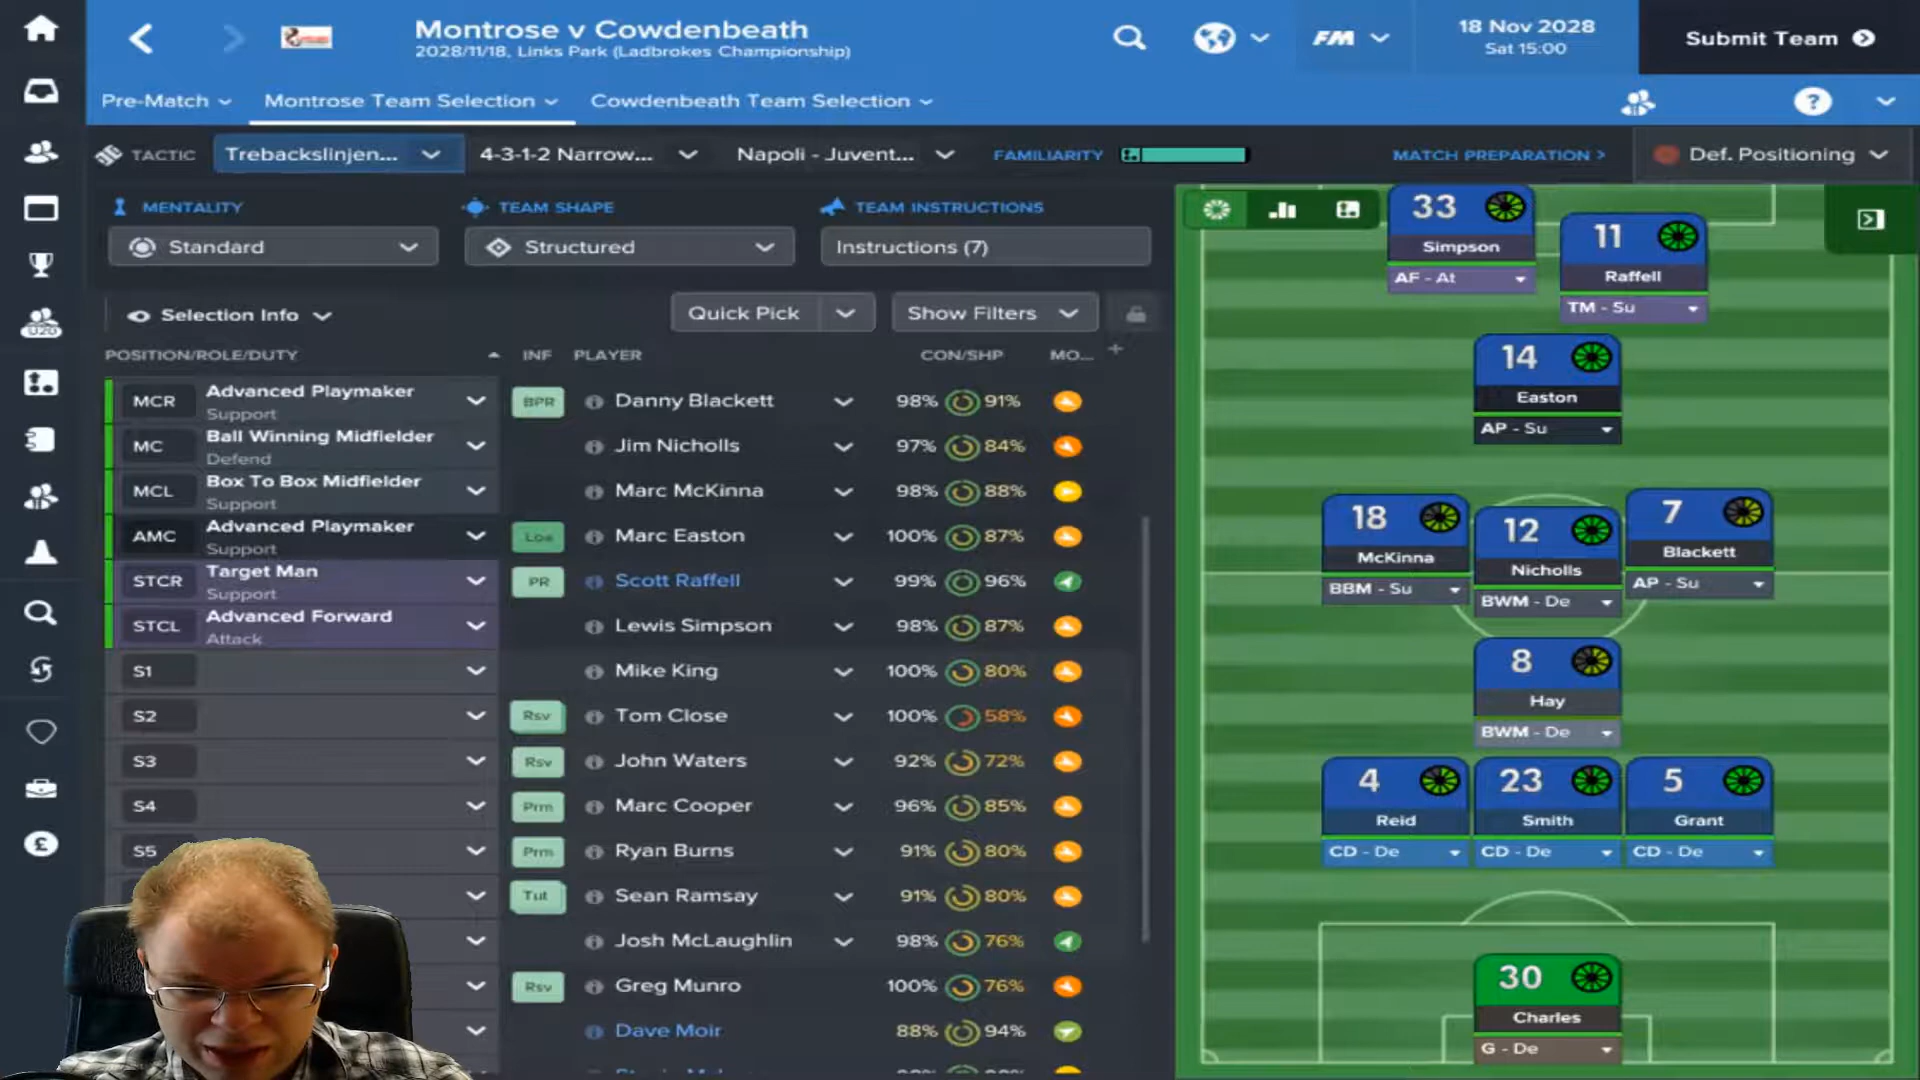 Montrose v Cowdenbeath
2028/11/18, Links Park (Ladbrokes Championship)
FM
18 Nov 2028
Sat 15:00
Submit Team
Pre-Match
Montrose Team Selection
Cowdenbeath Team Selection
?
TACTIC
Trebackslinjen...
4-3-1-2 Narrow...
Napoli - Juvent...
FAMILIARITY
MATCH PREPARATION >
Def. Positioning
MENTALITY
TEAM SHAPE
TEAM INSTRUCTIONS
Standard
Structured
Instructions (7)
Selection Info
Quick Pick
Show Filters
POSITION/ROLE/DUTY
INF
PLAYER
CON/SHP
MO...
MCR Advanced Playmaker Support BPR Danny Blackett 98% 91%
MC Ball Winning Midfielder Defend Jim Nicholls 97% 84%
MCL Box To Box Midfielder Support Marc McKinna 98% 88%
AMC Advanced Playmaker Support Loa Marc Easton 100% 87%
STCR Target Man Support PR Scott Raffell 99% 96%
STCL Advanced Forward Attack Lewis Simpson 98% 87%
S1 Mike King 100% 80%
S2 Rsv Tom Close 100% 58%
S3 Rsv John Waters 92% 72%
S4 Prm Marc Cooper 96% 85%
S5 Prm Ryan Burns 91% 80%
Tut Sean Ramsay 91% 80%
Josh McLaughlin 98% 76%
Rsv Greg Munro 100% 76%
Dave Moir 88% 94%
33 Simpson
AF - At
11 Raffell
TM - Su
14 Easton
AP - Su
18 McKinna
BBM - Su
12 Nicholls
BWM - De
7 Blackett
AP - Su
8 Hay
BWM - De
4 Reid
CD - De
23 Smith
CD - De
5 Grant
CD - De
30 Charles
G - De
U20
£